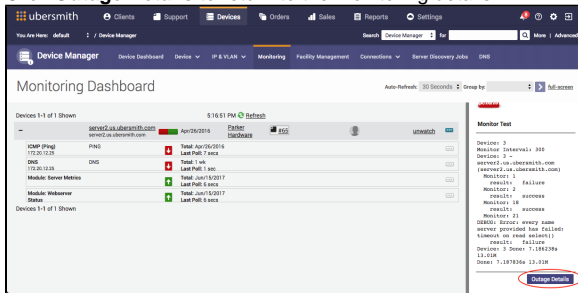 ubersmith Clients Support Devices Orders Sales Reports Settings
You Are Here: default / Device Manager Search Device Manager for More | Advanced
Device Manager Device Dashboard Device IP & VLAN Monitoring Facility Management Connections Server Discovery Jobs DNS
Monitoring Dashboard Auto-Refresh: 30 Seconds Group by: full-screen
Devices 1-1 of 1 Shown 5:16:51 PM Refresh
server2.us.ubersmith.com Apr/26/2016 Parker #65 unwatch
server2.us.ubersmith.com Hardware
ICMP (Ping) PING Total: Apr/26/2016
172.20.12.25 Last Poll: 7 secs
DNS DNS Total: 1 wk
172.20.12.25 Last Poll: 1 sec
Module: Server Metrics Total: Jun/15/2017
Last Poll: 6 secs
Module: Webserver Total: Jun/15/2017
Status Last Poll: 6 secs
Devices 1-1 of 1 Shown
Monitor Test
Device: 3
Monitor Interval: 300
Device: 3 -
server2.us.ubersmith.com
(server2.us.ubersmith.com)
Monitor: 1
result: failure
Monitor: 2
result: success
Monitor: 18
result: success
Monitor: 21
DEBUG: Error: every name
server provided has failed:
timeout on read select()
result: failure
Device: 3 Done: 7.186238s
13.01M
Done: 7.187836s 13.01M
Outage Details